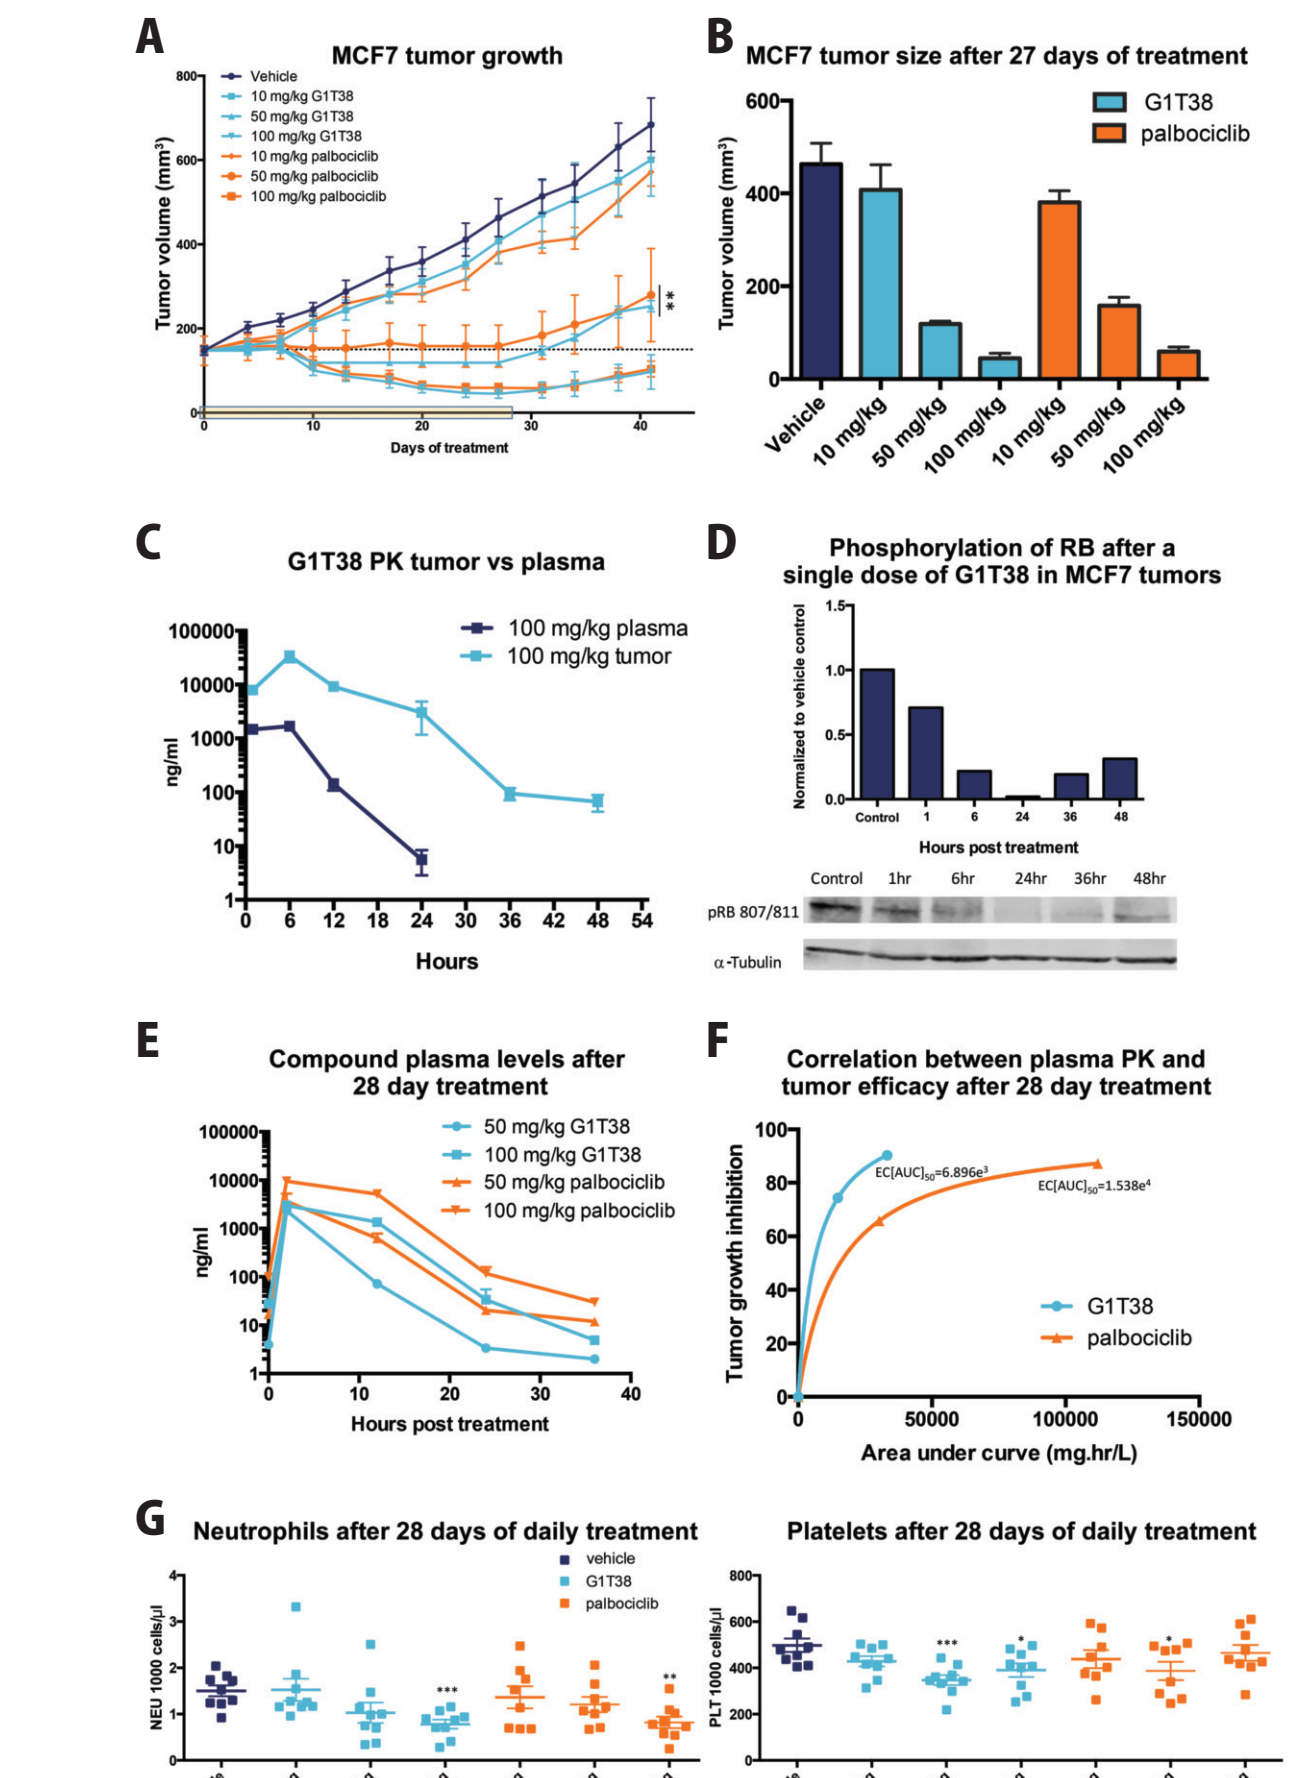 A
MCF7 tumor growth
Tumor volume (mm³)
800
600
400
200
0
Vehicle
10 mg/kg G1T38
50 mg/kg G1T38
100 mg/kg G1T38
10 mg/kg palbociclib
50 mg/kg palbociclib
100 mg/kg palbociclib
**
0 10 20 30 40
Days of treatment
B
MCF7 tumor size after 27 days of treatment
Tumor volume (mm³)
600
400
200
0
G1T38
palbociclib
Vehicle
10 mg/kg
50 mg/kg
100 mg/kg
10 mg/kg
50 mg/kg
100 mg/kg
C
G1T38 PK tumor vs plasma
ng/ml
100000
10000
1000
100
10
1
100 mg/kg plasma
100 mg/kg tumor
0 6 12 18 24 30 36 42 48 54
Hours
D
Phosphorylation of RB after a
single dose of G1T38 in MCF7 tumors
Normalized to vehicle control
1.5
1.0
0.5
0.0
Control 1 6 24 36 48
Hours post treatment
Control 1hr 6hr 24hr 36hr 48hr
pRB 807/811
α-Tubulin
E
Compound plasma levels after
28 day treatment
ng/ml
100000
10000
1000
100
10
1
50 mg/kg G1T38
100 mg/kg G1T38
50 mg/kg palbociclib
100 mg/kg palbociclib
0 10 20 30 40
Hours post treatment
F
Correlation between plasma PK and
tumor efficacy after 28 day treatment
Tumor growth inhibition
100
80
60
40
20
0
EC[AUC]₅₀=6.896e³
EC[AUC]₅₀=1.538e⁴
G1T38
palbociclib
0 50000 100000 150000
Area under curve (mg.hr/L)
G
Neutrophils after 28 days of daily treatment
NEU 1000 cells/µl
4
3
2
1
0
vehicle
G1T38
palbociclib
***
**
Platelets after 28 days of daily treatment
PLT 1000 cells/µl
800
600
400
200
0
***
*
*